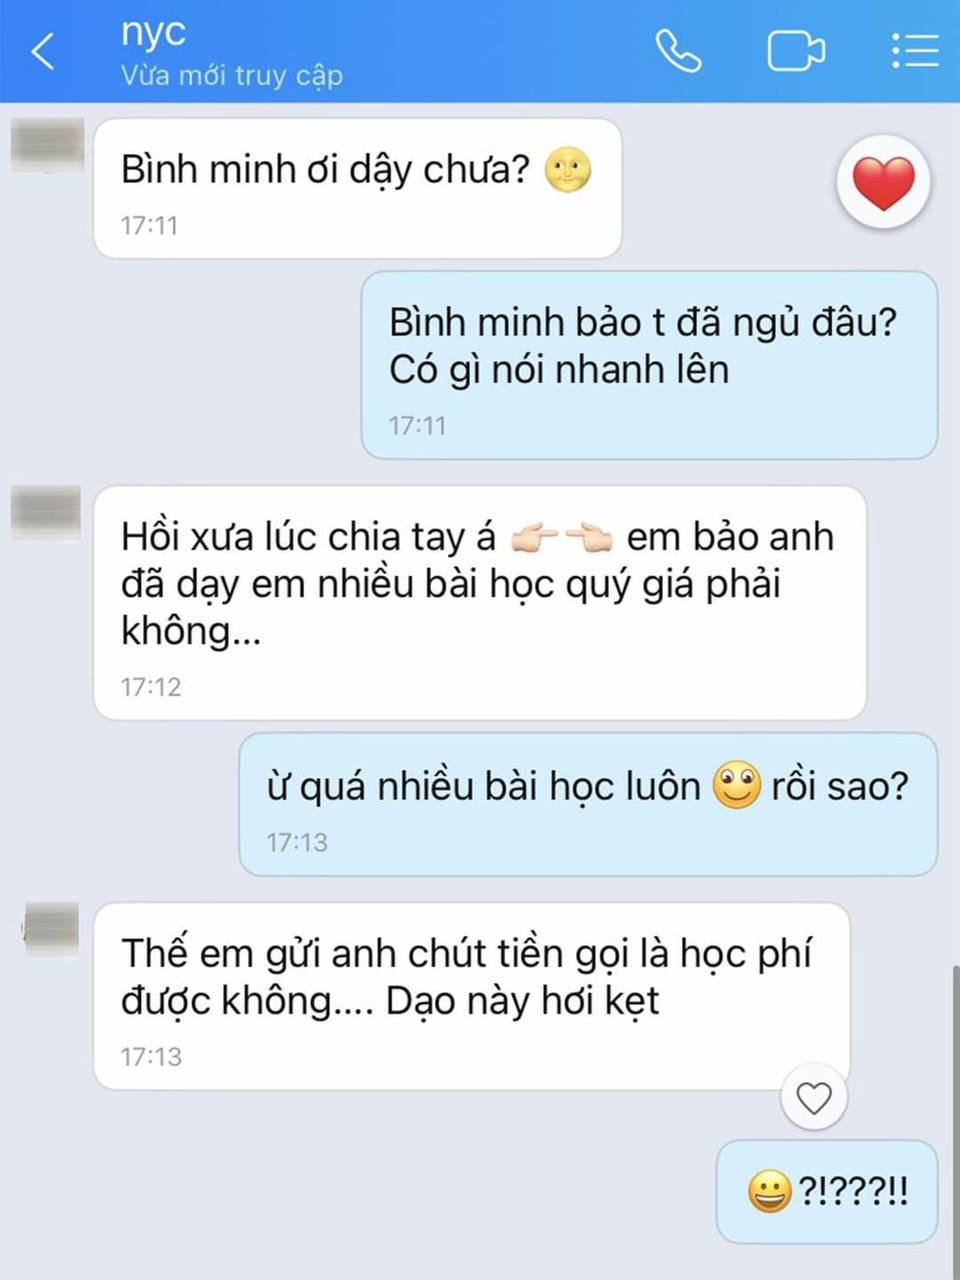 nyc
Vừa mới truy cập
Bình minh ơi dậy chưa? 🌝
17:11
Bình minh bảo t đã ngủ đâu?
Có gì nói nhanh lên
17:11
Hồi xưa lúc chia tay á 👉🏻👈🏻 em bảo anh
đã dạy em nhiều bài học quý giá phải
không...
17:12
ừ quá nhiều bài học luôn 🙄 rồi sao?
17:13
Thế em gửi anh chút tiền gọi là học phí
được không.... Dạo này hơi kẹt
17:13
😀?!???!!